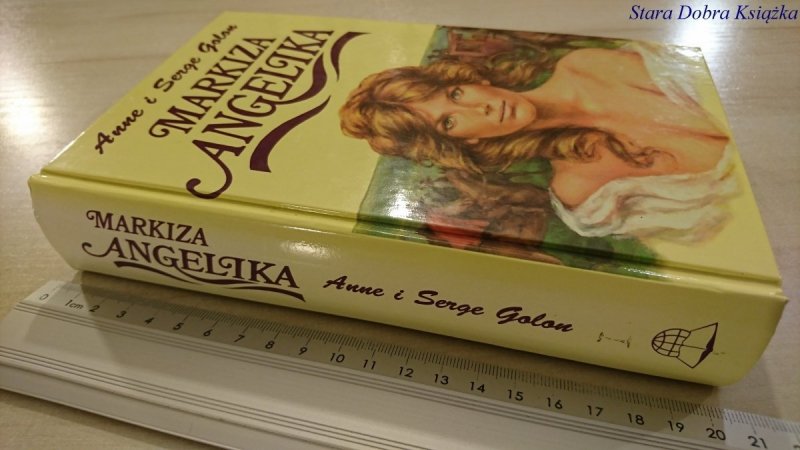 Stara Dobra Książka
Anne i Serge Golon
MARKIZA
ANGELIKA
MARKIZA
ANGELIKA
Anne i Serge Golon
0 1cm 2 3 4 5 6 7 8 9 10 11 12 13 14 15 16 17 18 19 20 21